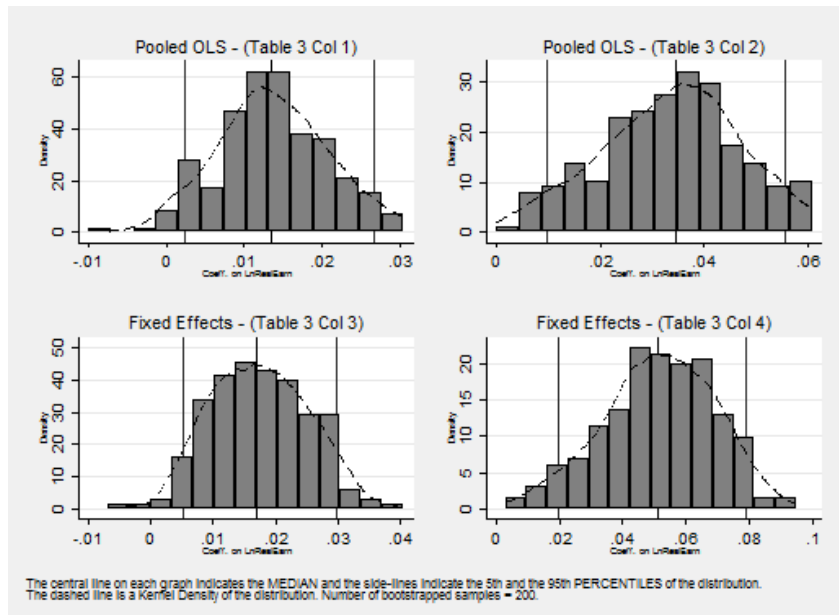 Pooled OLS - (Table 3 Col 1)
Density
0 20 40 60
-.01 0 .01 .02 .03
Coeff. on LnRealEarn
Pooled OLS - (Table 3 Col 2)
Density
0 10 20 30
0 .02 .04 .06
Coeff. on LnRealEarn
Fixed Effects - (Table 3 Col 3)
Density
0 10 20 30 40 50
-.01 0 .01 .02 .03 .04
Coeff. on LnRealEarn
Fixed Effects - (Table 3 Col 4)
Density
0 5 10 15 20
0 .02 .04 .06 .08 .1
Coeff. on LnRealEarn
The central line on each graph indicates the MEDIAN and the side-lines indicate the 5th and the 95th PERCENTILES of the distribution.
The dashed line is a Kernel Density of the distribution. Number of bootstrapped samples = 200.